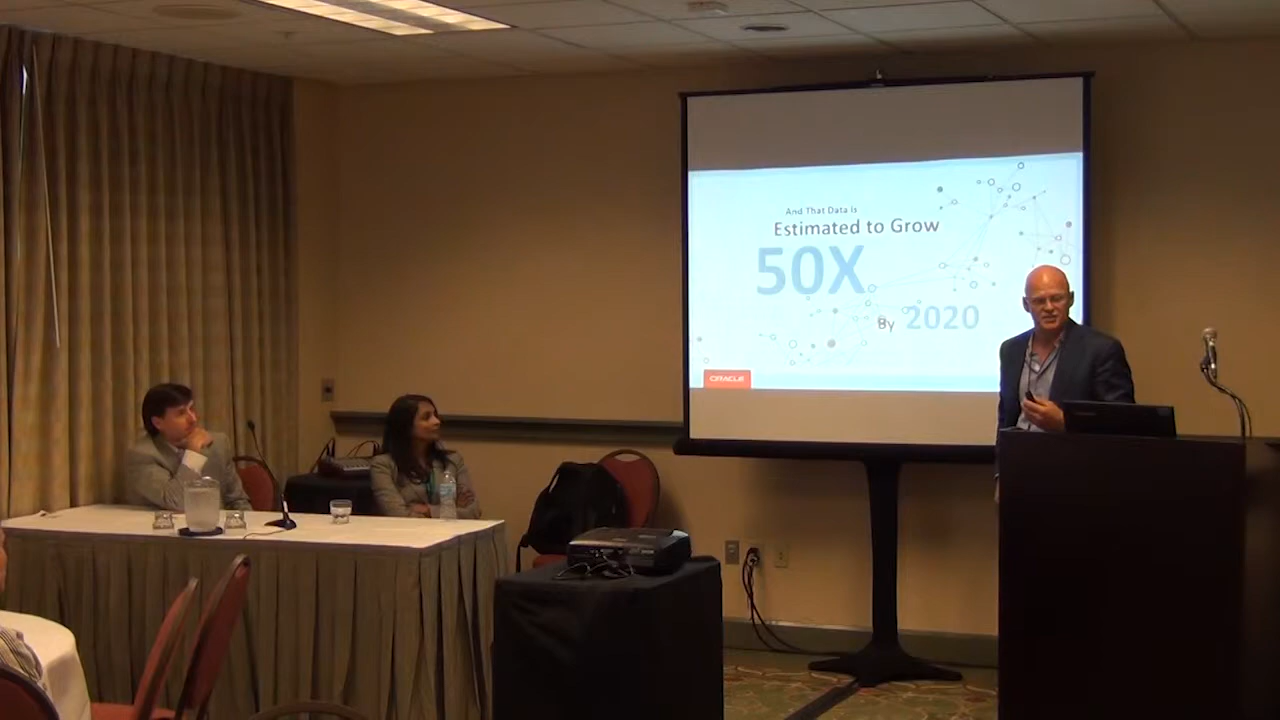 And That Data is
Estimated to Grow
50X
By 2020
ORACLE